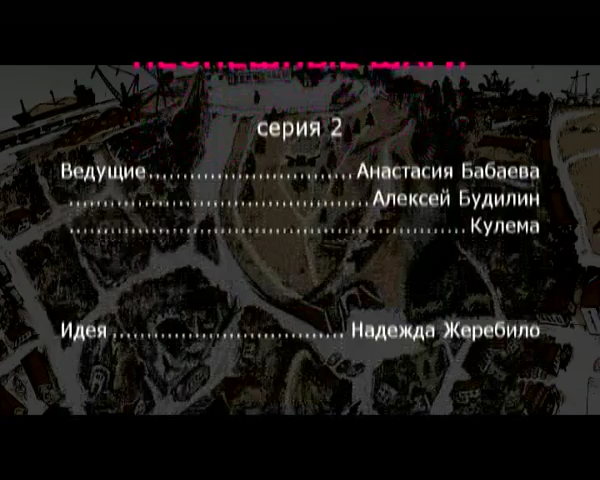 серия 2
Ведущие..............................Анастасия Бабаева
..............................................Алексей Будилин
............................................................Кулема
Идея .................................. Надежда Жеребило